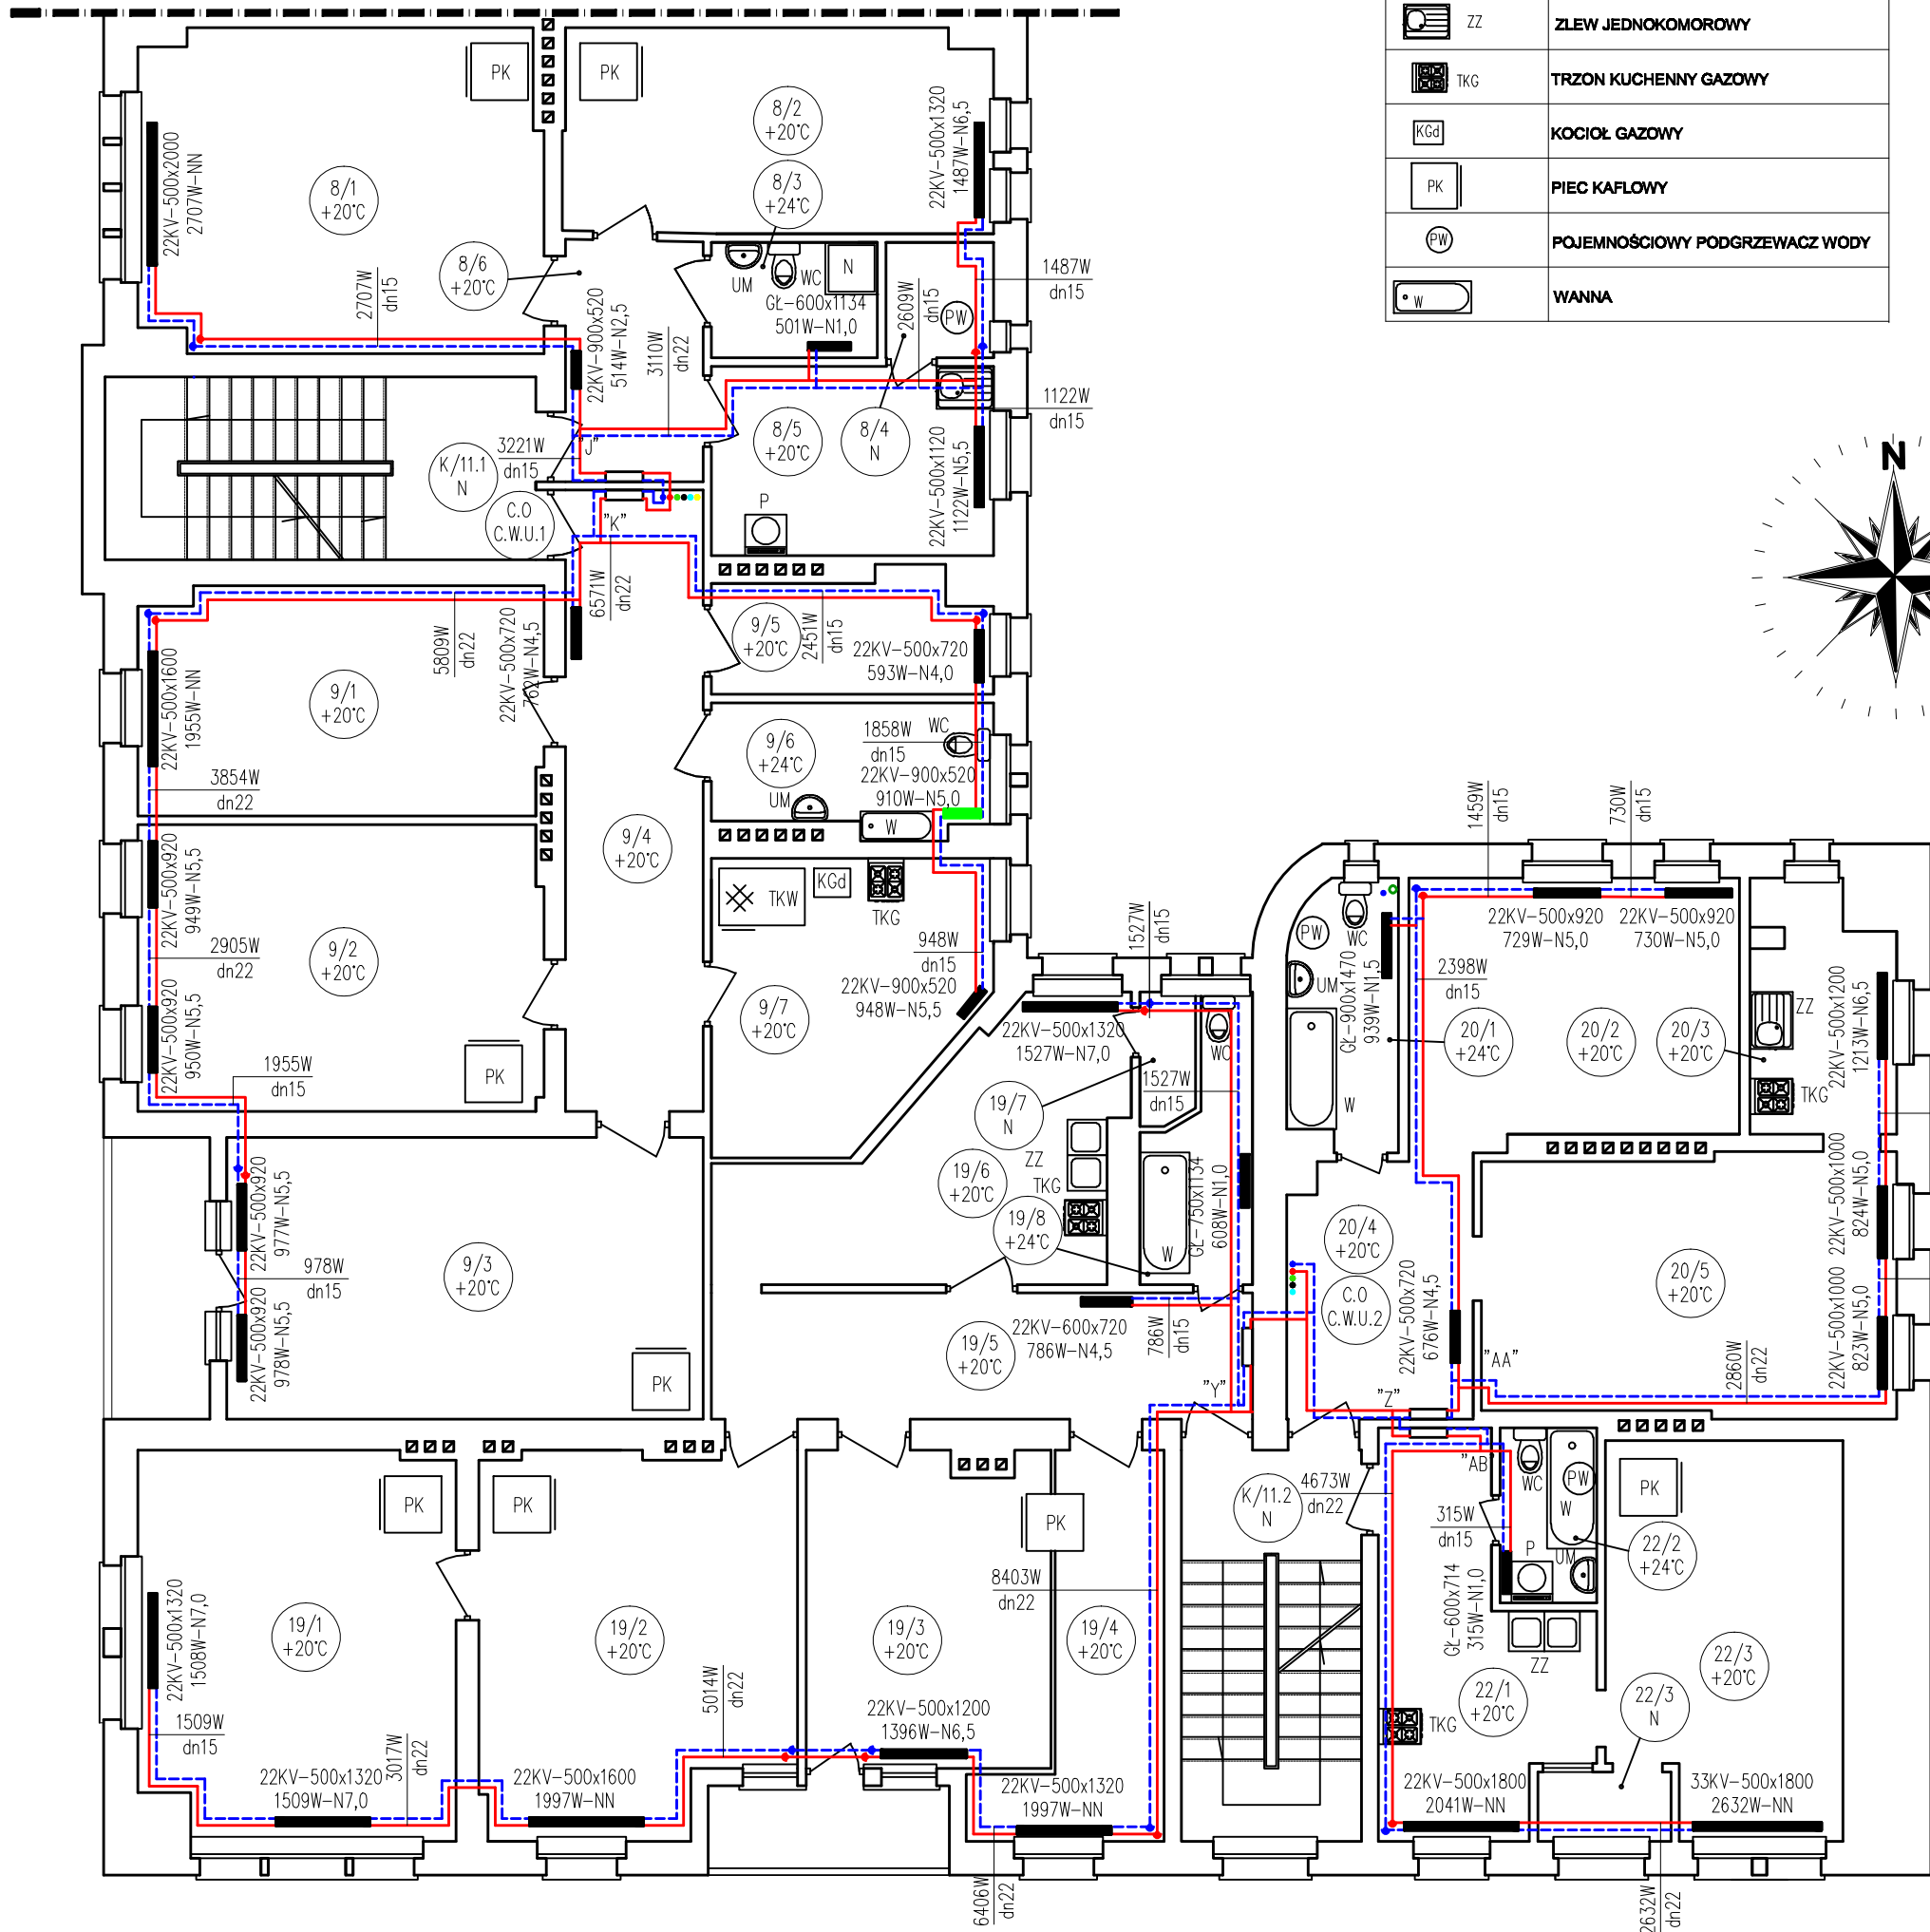 ZZ
ZLEW JEDNOKOMOROWY
TKG
TRZON KUCHENNY GAZOWY
KGd
KOCIOŁ GAZOWY
PK
PIEC KAFLOWY
PW
POJEMNOŚCIOWY PODGRZEWACZ WODY
W
WANNA
N
PK
PK
22KV-500x2000
2707W-NN
8/1
+20°C
8/2
+20°C
8/3
+24°C
22KV-500x1320
1487W-N6,5
8/6
+20°C
2707W
dn15
UM
WC
N
GŁ-600x1134
501W-N1,0
2609W
dn15
PW
1487W
dn15
22KV-900x520
514W-N2,5
3110W
dn22
1122W
dn15
K/11.1
N
3221W
dn15
"J"
8/5
+20°C
8/4
N
22KV-500x1120
1122W-N5,5
C.O
C.W.U.1
"K"
P
6571W
dn22
5809W
dn22
22KV-500x720
762W-N4,5
9/5
+20°C
2451W
dn15
22KV-500x720
593W-N4,0
22KV-500x1600
1955W-NN
9/1
+20°C
3854W
dn22
9/6
+24°C
1858W
dn15
WC
22KV-900x520
910W-N5,0
UM
W
9/4
+20°C
22KV-500x920
949W-N5,5
2905W
dn22
9/2
+20°C
22KV-500x920
950W-N5,5
TKW
KGd
TKG
948W
dn15
22KV-900x520
948W-N5,5
9/7
+20°C
1955W
dn15
PK
22KV-500x920
977W-N5,5
978W
dn15
22KV-500x920
978W-N5,5
9/3
+20°C
PK
1527W
dn15
22KV-500x1320
1527W-N7,0
WC
1527W
dn15
19/7
N
ZZ
19/6
+20°C
TKG
19/8
+24°C
W
GŁ-750x1134
608W-N1,0
22KV-600x720
786W-N4,5
786W
dn15
19/5
+20°C
"Y"
1459W
dn15
730W
dn15
PW
WC
UM
GŁ-900x1470
939W-N1,5
W
22KV-500x920
729W-N5,0
22KV-500x920
730W-N5,0
2398W
dn15
20/1
+24°C
20/2
+20°C
20/3
+20°C
ZZ
TKG
22KV-500x1200
1213W-N6,5
20/4
+20°C
C.O
C.W.U.2
22KV-500x720
676W-N4,5
20/5
+20°C
22KV-500x1000
824W-N5,0
22KV-500x1000
823W-N5,0
"AA"
2860W
dn22
"Z"
"AB"
PK
PK
PK
22KV-500x1320
1508W-N7,0
19/1
+20°C
19/2
+20°C
19/3
+20°C
19/4
+20°C
8403W
dn22
5014W
dn22
1509W
dn15
3017W
dn22
22KV-500x1320
1509W-N7,0
22KV-500x1600
1997W-NN
22KV-500x1200
1396W-N6,5
22KV-500x1320
1997W-NN
6406W
dn22
K/11.2
N
4673W
dn22
315W
dn15
WC
PW
W
P
UM
22/2
+24°C
PK
GŁ-600x714
315W-N1,0
ZZ
22/1
+20°C
22/3
+20°C
22/3
N
TKG
22KV-500x1800
2041W-NN
33KV-500x1800
2632W-NN
2632W
dn22